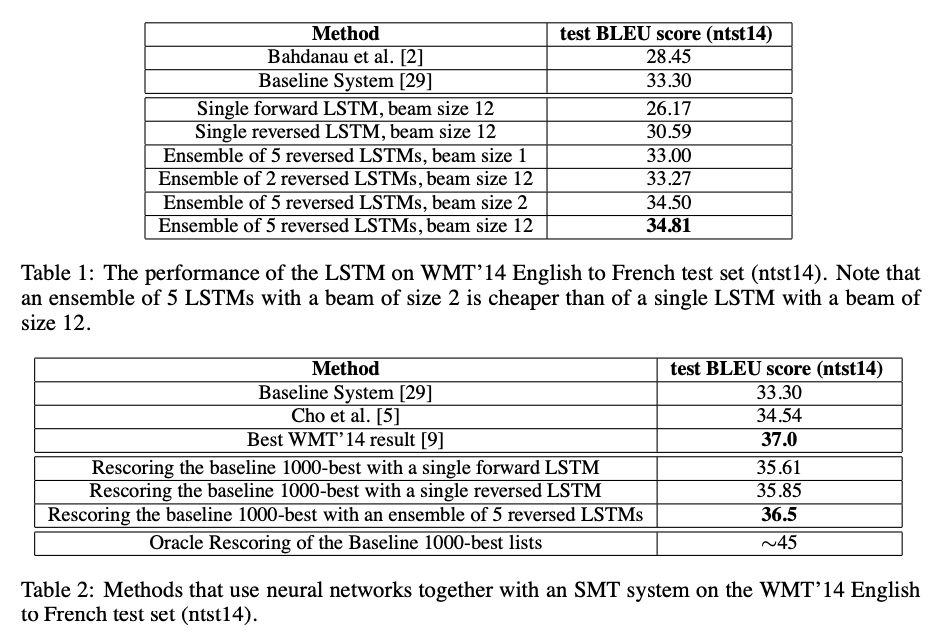 Method test BLEU score (ntst14)
Bahdanau et al. [2] 28.45
Baseline System [29] 33.30
Single forward LSTM, beam size 12 26.17
Single reversed LSTM, beam size 12 30.59
Ensemble of 5 reversed LSTMs, beam size 1 33.00
Ensemble of 2 reversed LSTMs, beam size 12 33.27
Ensemble of 5 reversed LSTMs, beam size 2 34.50
Ensemble of 5 reversed LSTMs, beam size 12 34.81
Table 1: The performance of the LSTM on WMT’14 English to French test set (ntst14). Note that
an ensemble of 5 LSTMs with a beam of size 2 is cheaper than of a single LSTM with a beam of
size 12.
Method test BLEU score (ntst14)
Baseline System [29] 33.30
Cho et al. [5] 34.54
Best WMT’14 result [9] 37.0
Rescoring the baseline 1000-best with a single forward LSTM 35.61
Rescoring the baseline 1000-best with a single reversed LSTM 35.85
Rescoring the baseline 1000-best with an ensemble of 5 reversed LSTMs 36.5
Oracle Rescoring of the Baseline 1000-best lists ∼45
Table 2: Methods that use neural networks together with an SMT system on the WMT’14 English
to French test set (ntst14).